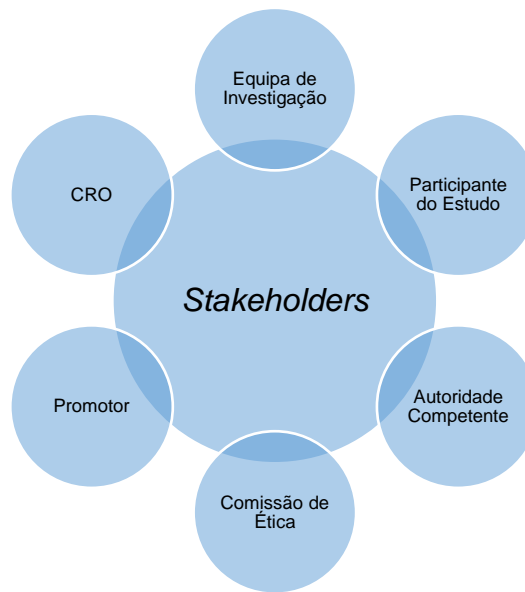 Equipa de
Investigação
CRO
Participante
do Estudo
Stakeholders
Promotor
Autoridade
Competente
Comissão de
Ética